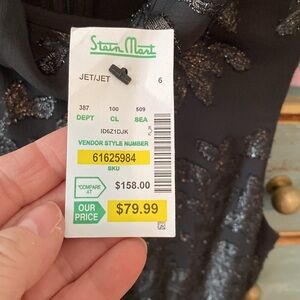 Stein Mart
JET/JET 6
387 100 509
DEPT CL SEA
ID6Z1DJK
VENDOR STYLE NUMBER
61625984
SKU
*COMPARE AT $158.00
OUR PRICE $79.99